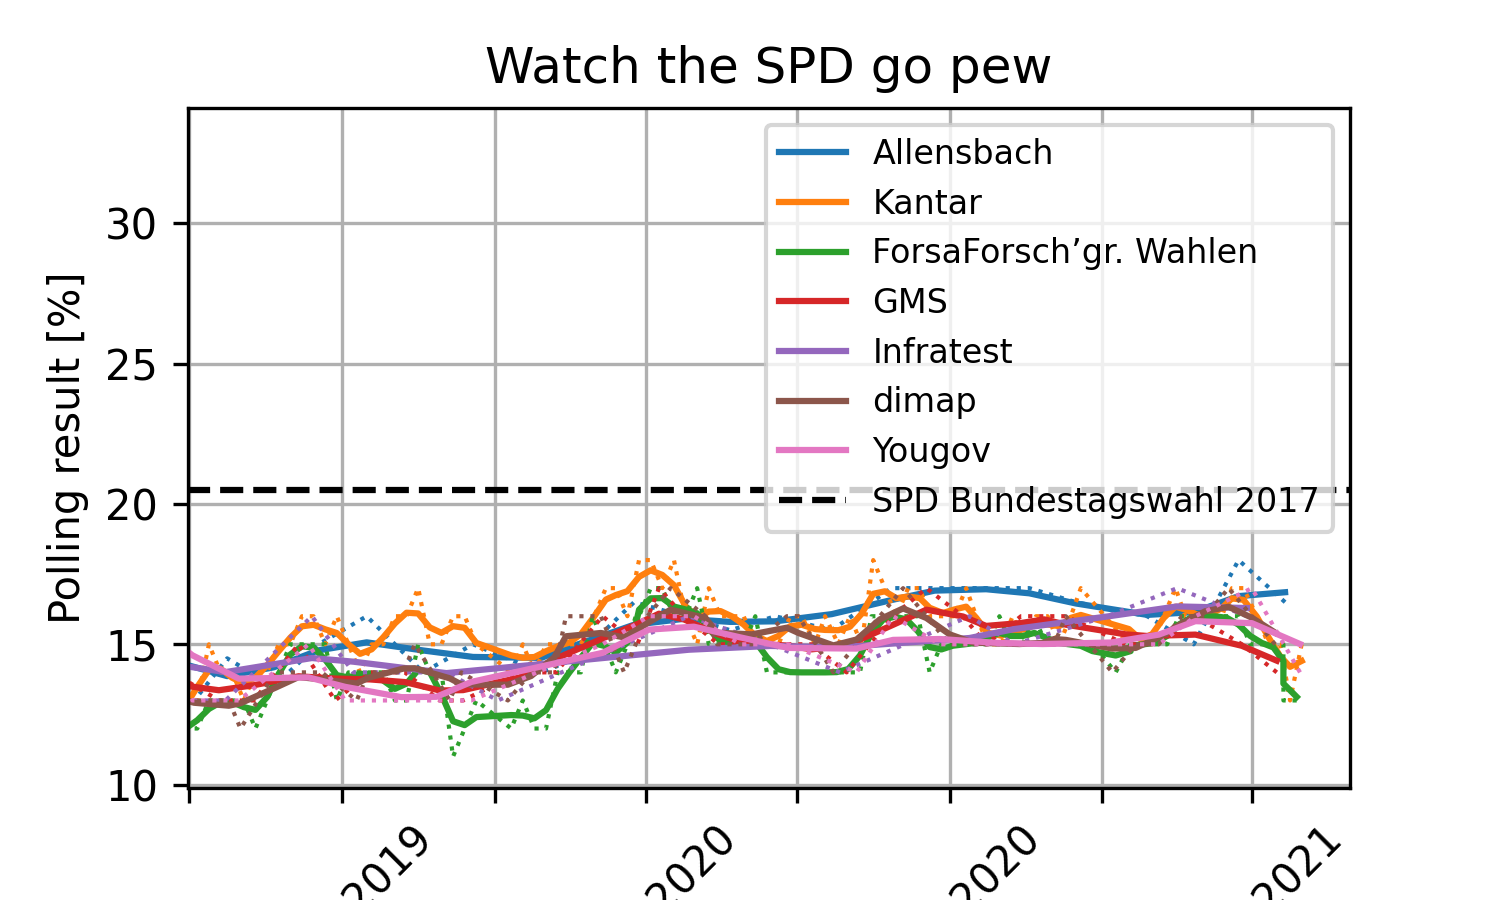 Watch the SPD go pew
Polling result [%]
30
25
20
15
10
Allensbach
Kantar
ForsaForsch’gr. Wahlen
GMS
Infratest
dimap
Yougov
SPD Bundestagswahl 2017
2019
2020
2020
2021